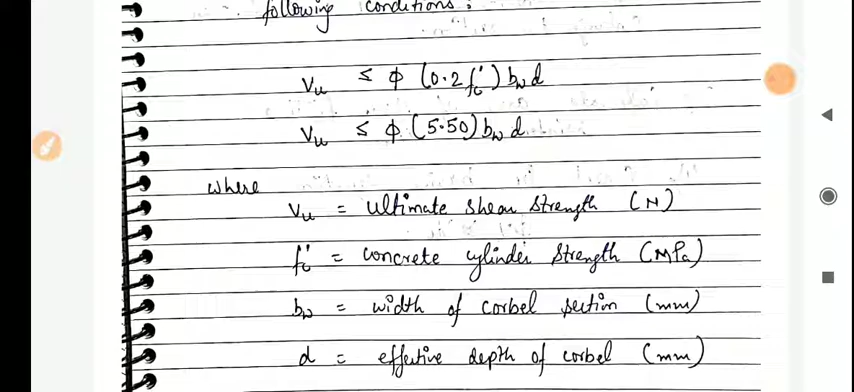 following conditions:
Vu ≤ ϕ (0.2 fc') bw d
Vu ≤ ϕ (5.50) bw d
where
Vu = ultimate shear strength (N)
fc' = concrete cylinder strength (MPa)
bw = width of corbel section (mm)
d = effective depth of corbel (mm)